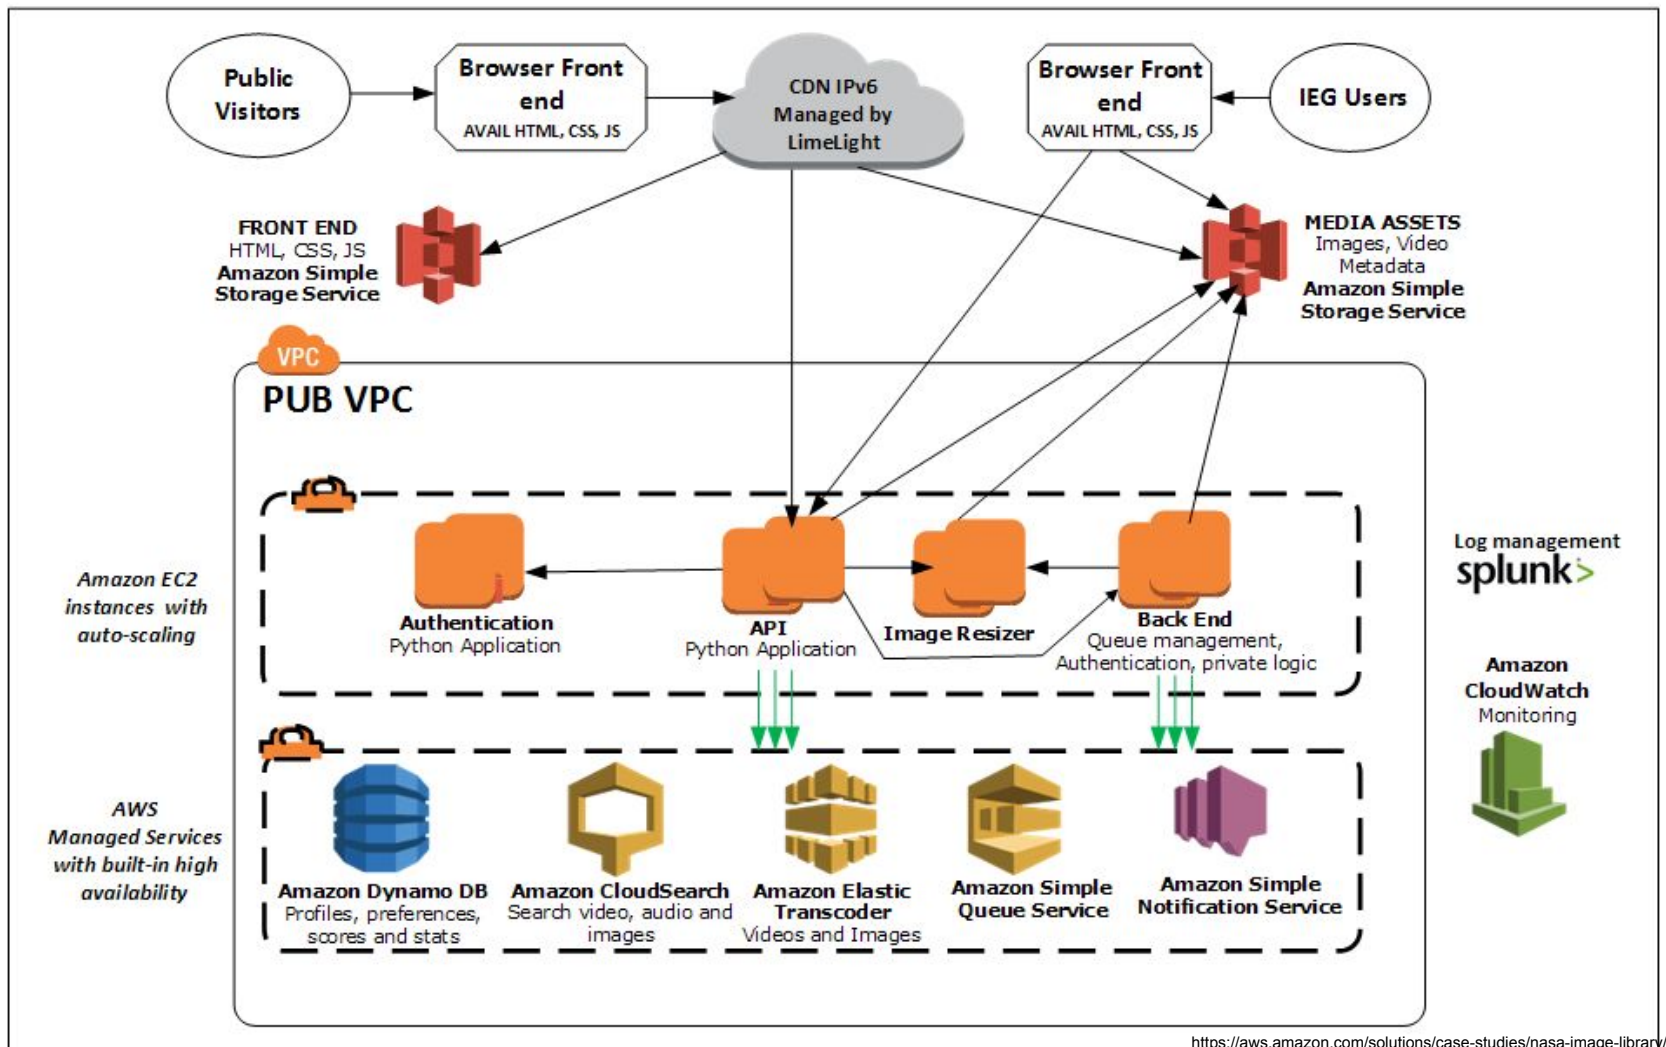 Public
Visitors
Browser Front
end
AVAIL HTML, CSS, JS
CDN IPv6
Managed by
LimeLight
Browser Front
end
AVAIL HTML, CSS, JS
IEG Users
FRONT END
HTML, CSS, JS
Amazon Simple
Storage Service
MEDIA ASSETS
Images, Video
Metadata
Amazon Simple
Storage Service
VPC
PUB VPC
Amazon EC2
instances with
auto-scaling
Authentication
Python Application
API
Python Application
Image Resizer
Back End
Queue management,
Authentication, private logic
Log management
splunk>
Amazon
CloudWatch
Monitoring
AWS
Managed Services
with built-in high
availability
Amazon Dynamo DB
Profiles, preferences,
scores and stats
Amazon CloudSearch
Search video, audio and
images
Amazon Elastic
Transcoder
Videos and Images
Amazon Simple
Queue Service
Amazon Simple
Notification Service
https://aws.amazon.com/solutions/case-studies/nasa-image-library/